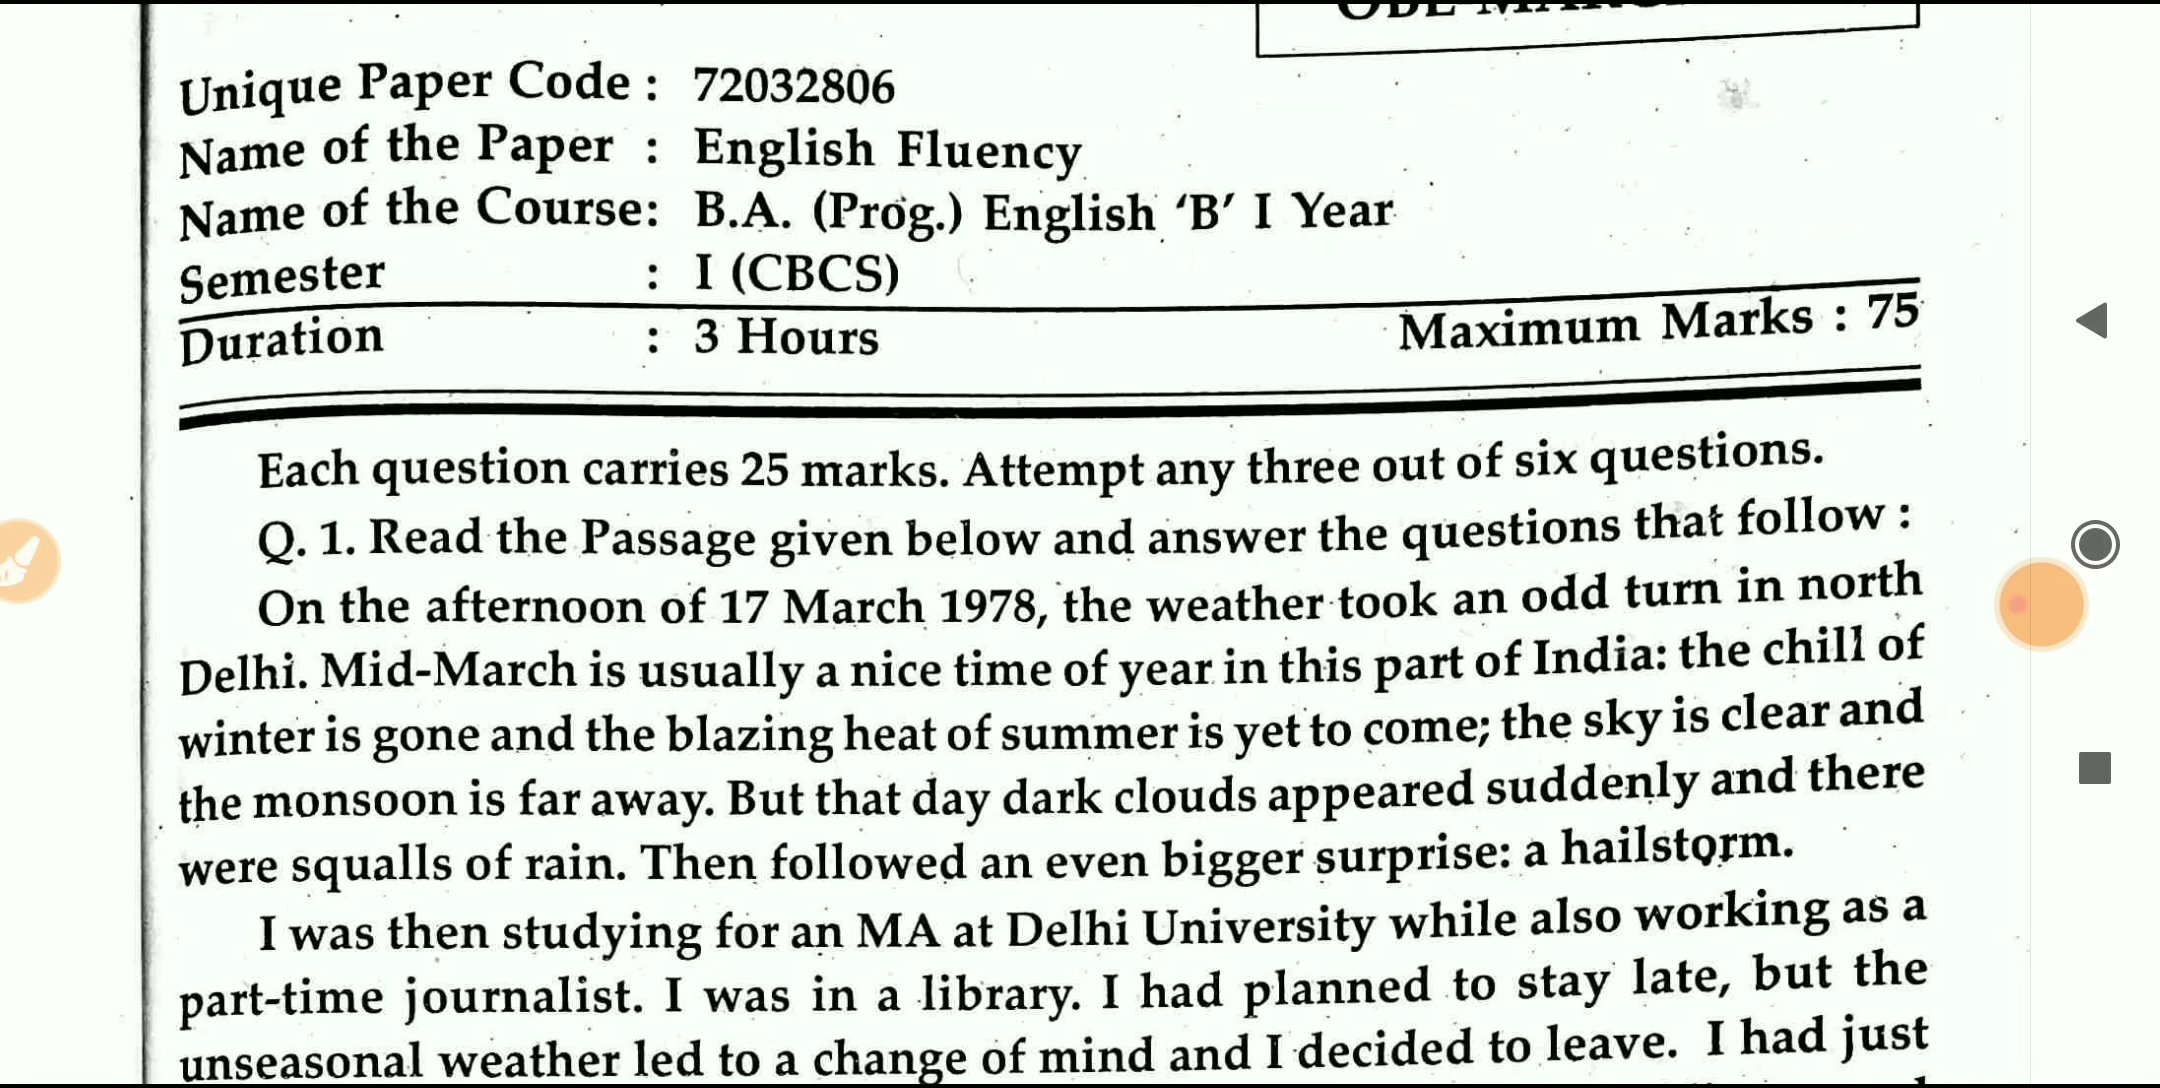 Unique Paper Code : 72032806
Name of the Paper : English Fluency
Name of the Course: B.A. (Prog.) English ‘B’ I Year
Semester : I (CBCS)
Duration : 3 Hours Maximum Marks : 75
Each question carries 25 marks. Attempt any three out of six questions.
Q. 1. Read the Passage given below and answer the questions that follow :
On the afternoon of 17 March 1978, the weather took an odd turn in north
Delhi. Mid-March is usually a nice time of year in this part of India: the chill of
winter is gone and the blazing heat of summer is yet to come; the sky is clear and
the monsoon is far away. But that day dark clouds appeared suddenly and there
were squalls of rain. Then followed an even bigger surprise: a hailstorm.
I was then studying for an MA at Delhi University while also working as a
part-time journalist. I was in a library. I had planned to stay late, but the
unseasonal weather led to a change of mind and I decided to leave. I had just